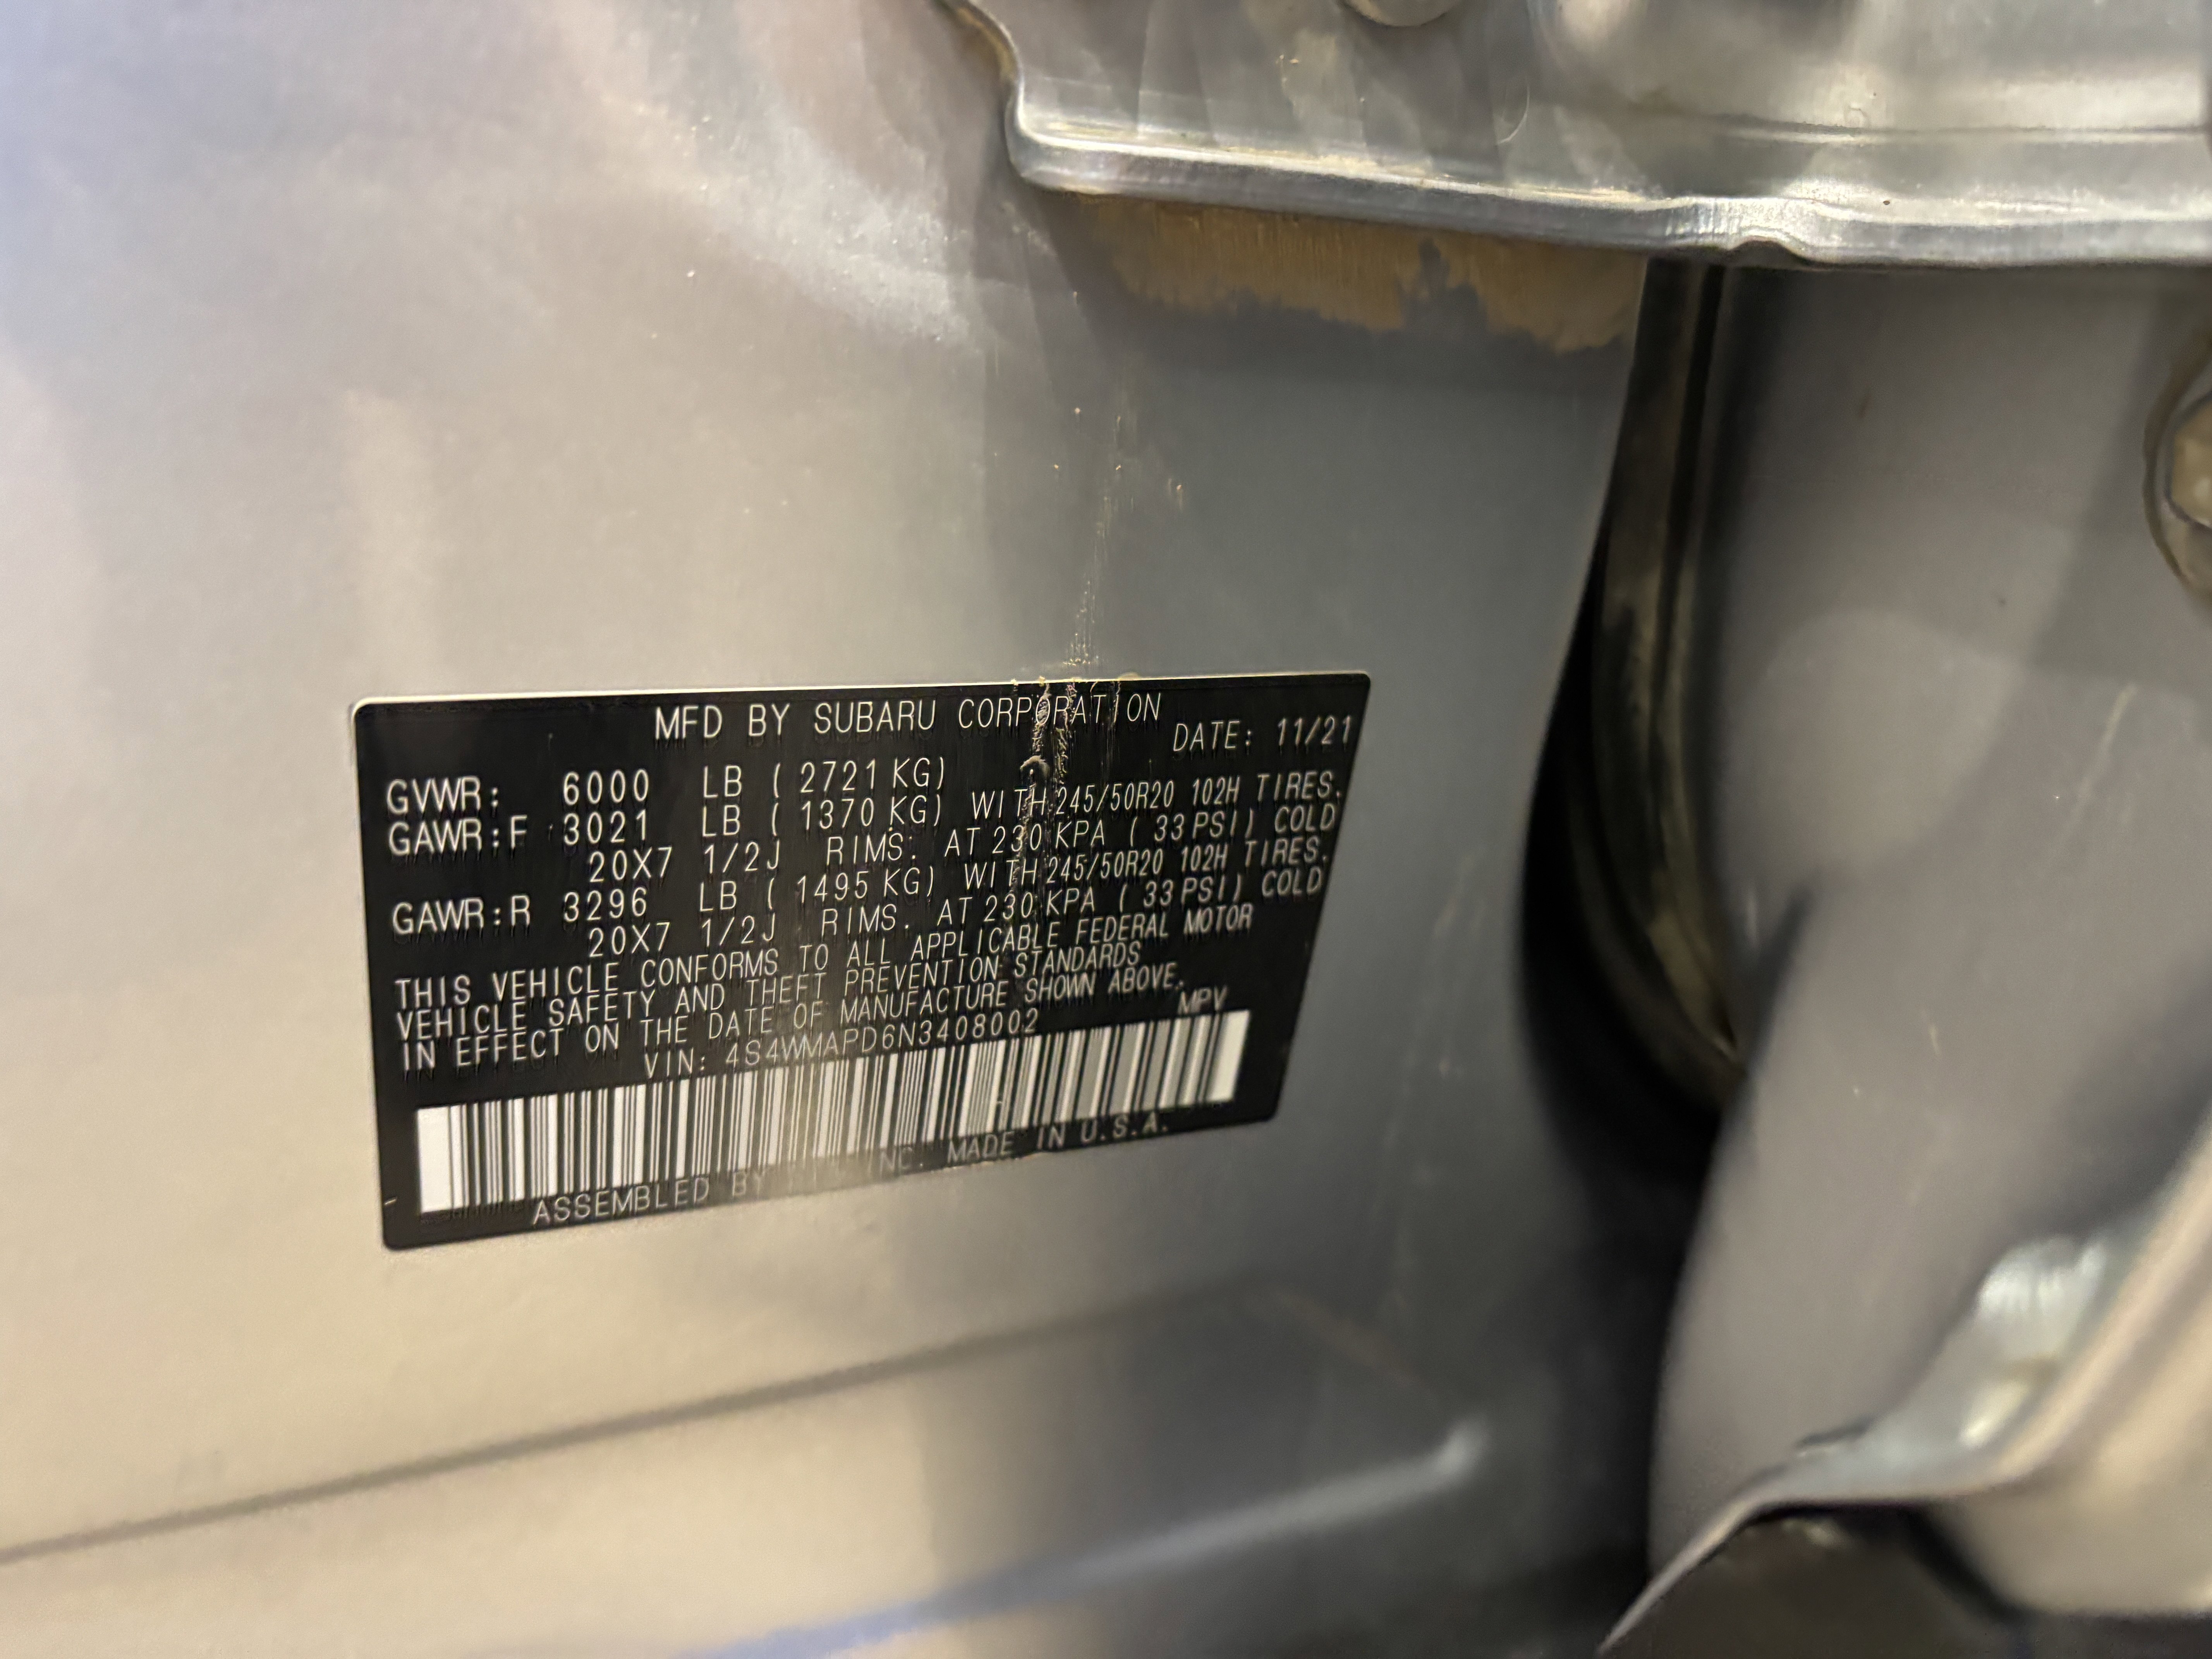 MFD BY SUBARU CORPORATION
DATE: 11/21
GVWR: 6000 LB ( 2721 KG)
GAWR:F 3021 LB ( 1370 KG) WITH 245/50R20 102H TIRES.
20X7 1/2J RIMS. AT 230 KPA ( 33 PSI) COLD
GAWR:R 3296 LB ( 1495 KG) WITH 245/50R20 102H TIRES.
20X7 1/2J RIMS. AT 230 KPA ( 33 PSI) COLD
THIS VEHICLE CONFORMS TO ALL APPLICABLE FEDERAL MOTOR
VEHICLE SAFETY AND THEFT PREVENTION STANDARDS
IN EFFECT ON THE DATE OF MANUFACTURE SHOWN ABOVE.
VIN: 4S4WMAPD6N3408002 MPV
ASSEMBLED BY INC. MADE IN U.S.A.